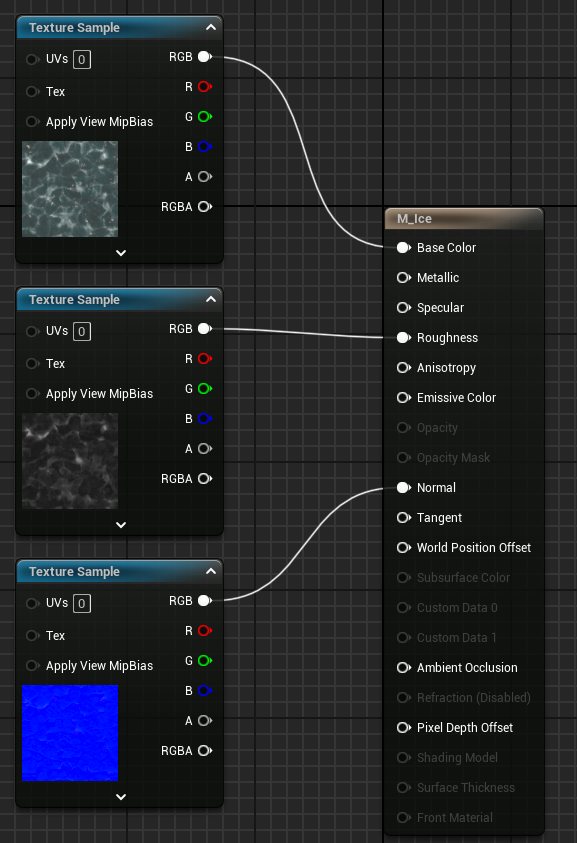 Texture Sample
UVs 0 RGB
R
Tex
G
Apply View MipBias
B
A
RGBA
Texture Sample
UVs 0 RGB
R
Tex
G
Apply View MipBias
B
A
RGBA
Texture Sample
UVs 0 RGB
R
Tex
G
Apply View MipBias
B
A
RGBA
M_Ice
Base Color
Metallic
Specular
Roughness
Anisotropy
Emissive Color
Opacity
Opacity Mask
Normal
Tangent
World Position Offset
Subsurface Color
Custom Data 0
Custom Data 1
Ambient Occlusion
Refraction (Disabled)
Pixel Depth Offset
Shading Model
Surface Thickness
Front Material